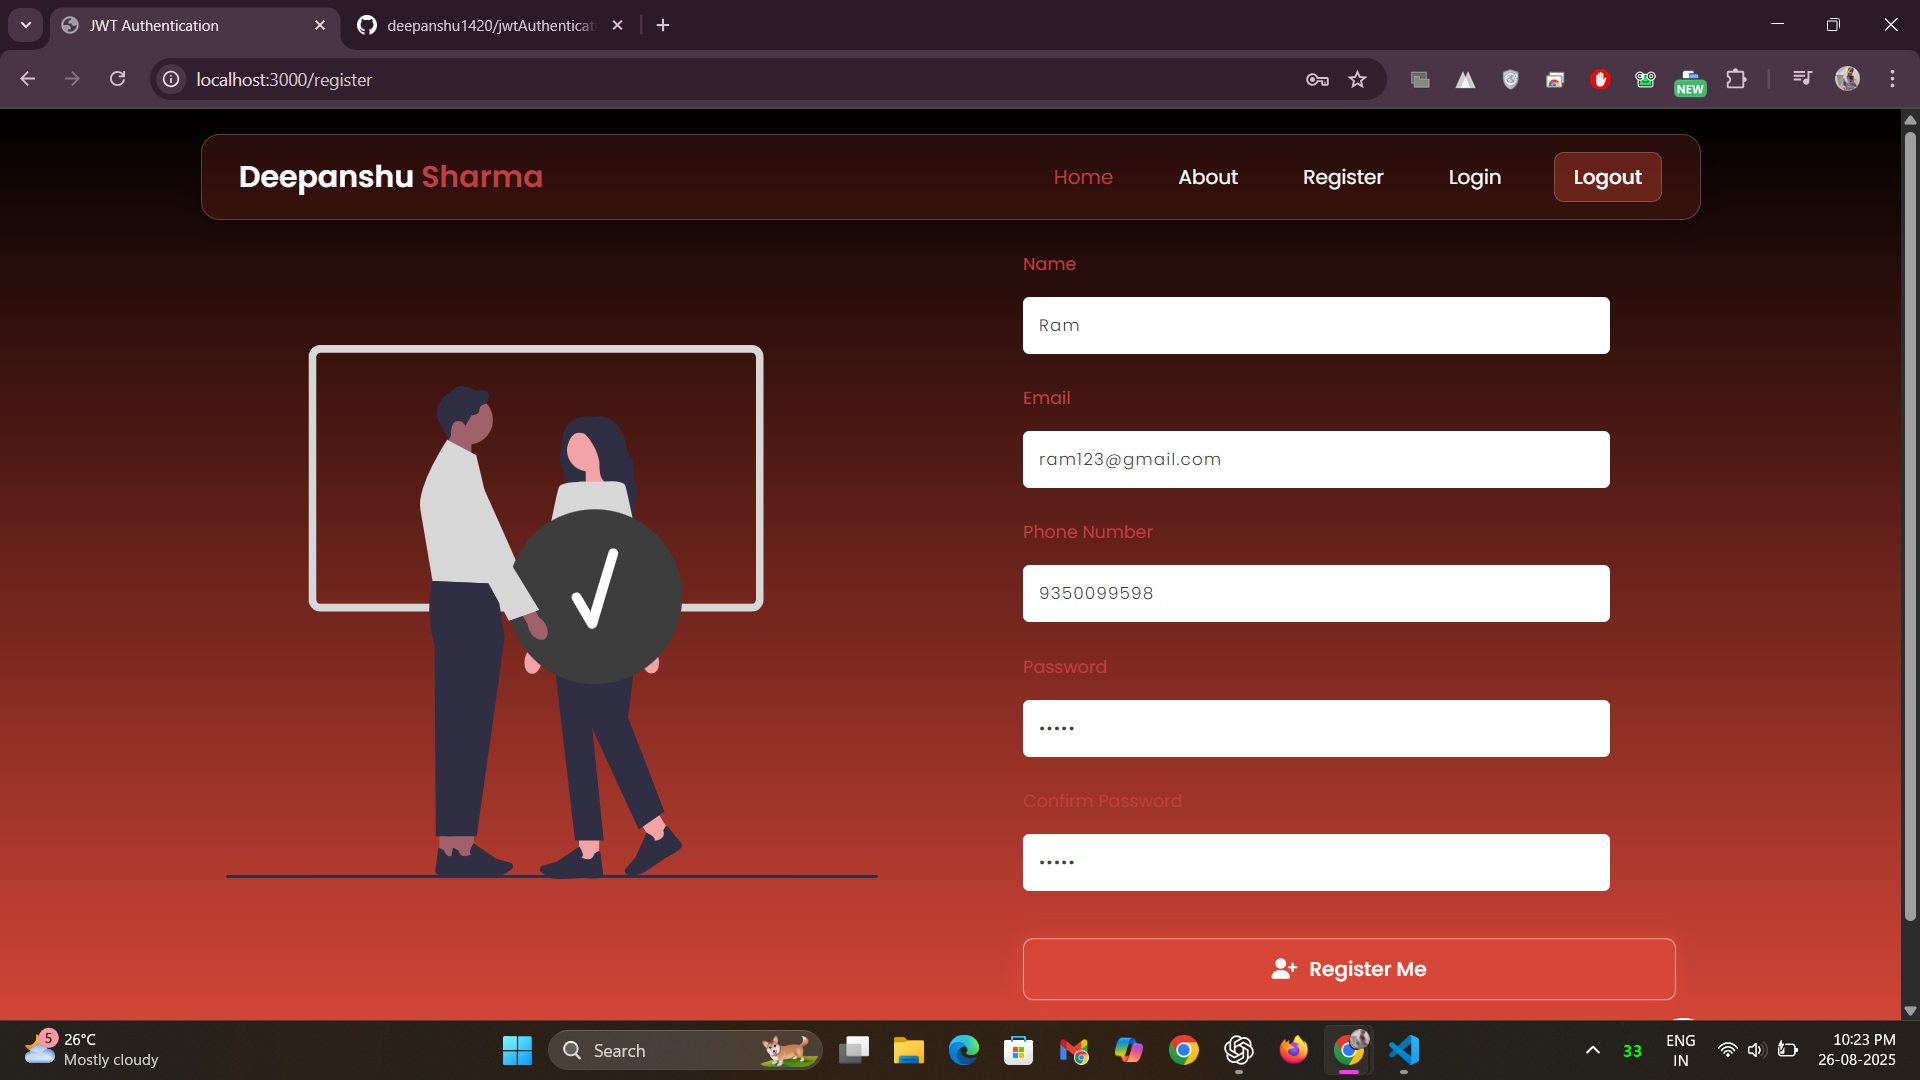 JWT Authentication
deepanshu1420/jwtAuthenticat
localhost:3000/register
NEW
Deepanshu Sharma
Home
About
Register
Login
Logout
Name
Ram
Email
ram123@gmail.com
Phone Number
9350099598
Password
•••••
Confirm Password
•••••
Register Me
5
26°C
Mostly cloudy
Search
33
ENG
IN
10:23 PM
26-08-2025